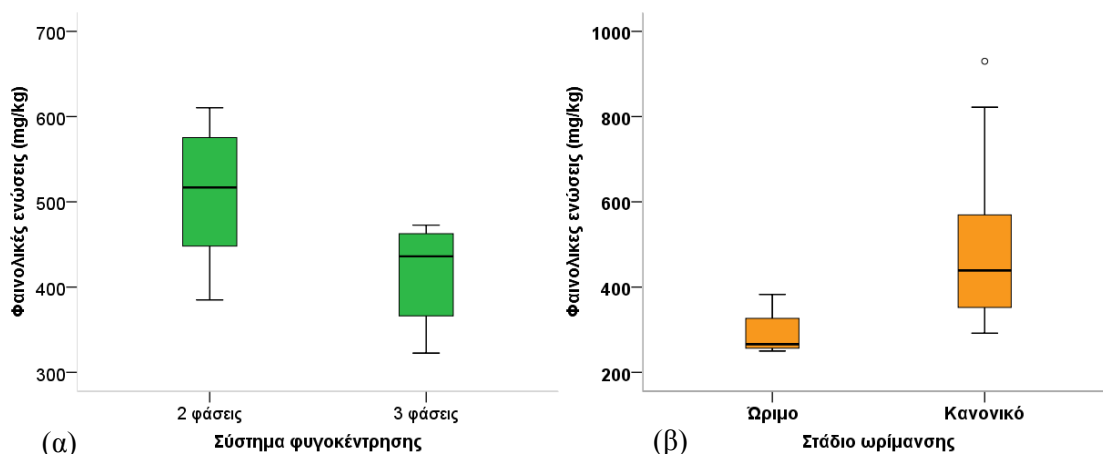 Φαινολικές ενώσεις (mg/kg)
700
600
500
400
300
2 φάσεις
3 φάσεις
Σύστημα φυγοκέντρησης
(α)
Φαινολικες ενώσεις (mg/kg)
1000
800
600
400
200
Ώριμο
Κανονικό
Στάδιο ωρίμανσης
(β)